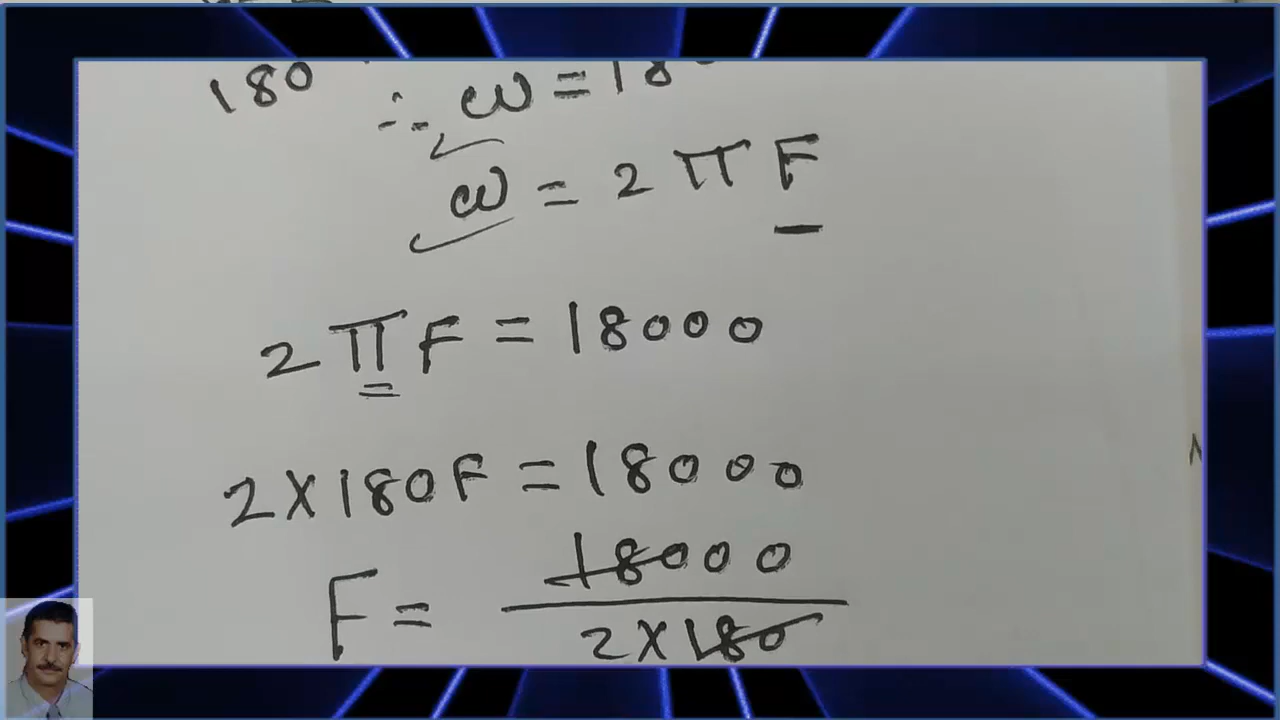 180 ∴ ω = 18
ω = 2 π F
2 π F = 18000
2 × 180 F = 18000
F = 18000 / 2 × 180